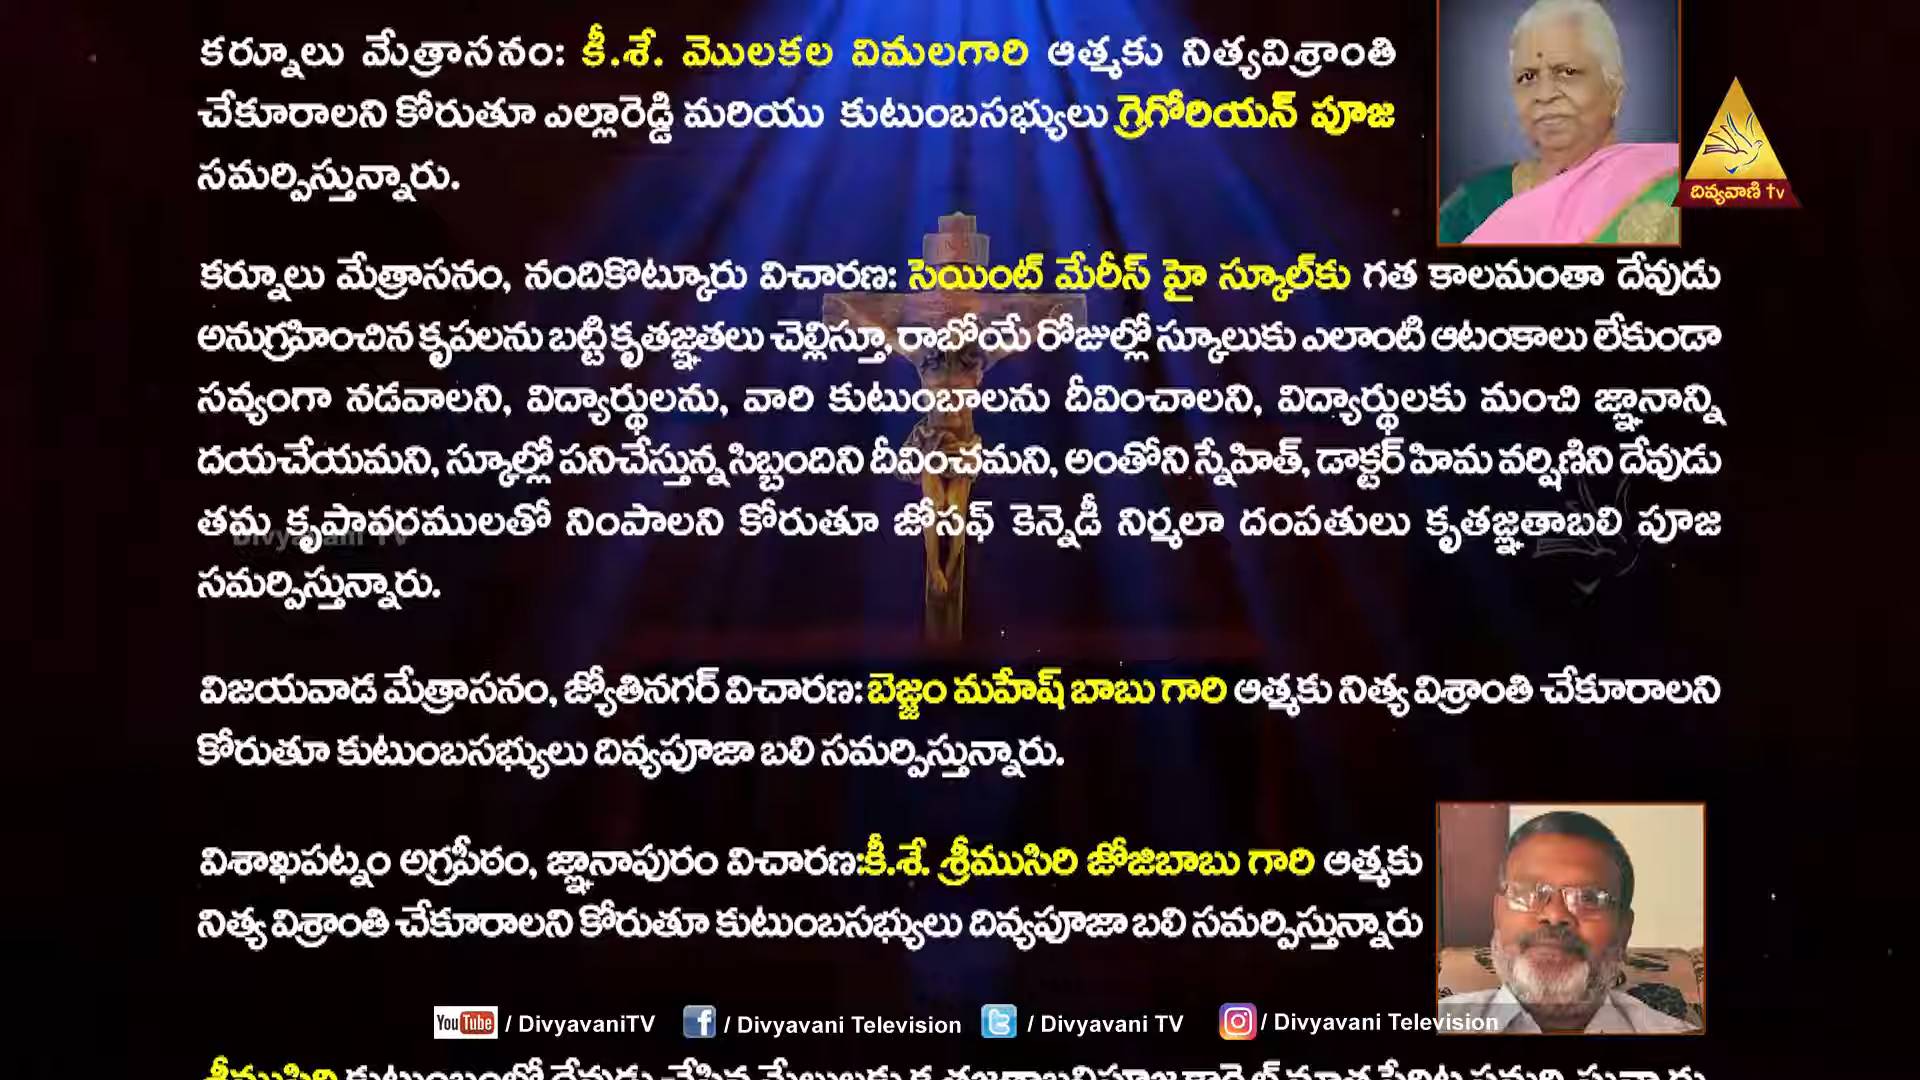 కర్నూలు మేత్రాసనం: కీ.శే. మొలకల విమలగారి ఆత్మకు నిత్యవిశ్రాంతి
చేకూరాలని కోరుతూ ఎల్లారెడ్డి మరియు కుటుంబసభ్యులు గ్రెగోరియన్ పూజ
సమర్పిస్తున్నారు.
దివ్యవాణి tv
కర్నూలు మేత్రాసనం, నందికొట్కూరు విచారణ: సెయింట్ మేరీస్ హై స్కూల్‌కు గత కాలమంతా దేవుడు
అనుగ్రహించిన కృపలను బట్టి కృతజ్ఞతలు చెల్లిస్తూ, రాబోయే రోజుల్లో స్కూలుకు ఎలాంటి ఆటంకాలు లేకుండా
సవ్యంగా నడవాలని, విద్యార్థులను, వారి కుటుంబాలను దీవించాలని, విద్యార్థులకు మంచి జ్ఞానాన్ని
దయచేయమని, స్కూల్లో పనిచేస్తున్న సిబ్బందిని దీవించమని, అంతోని స్నేహిత్, డాక్టర్ హిమ వర్షిణిని దేవుడు
తమ కృపావరములతో నింపాలని కోరుతూ జోసఫ్ కెన్నెడీ నిర్మలా దంపతులు కృతజ్ఞతాబలి పూజ
Divyavani TV
సమర్పిస్తున్నారు.
విజయవాడ మేత్రాసనం, జ్యోతినగర్ విచారణ: బెజ్జం మహేష్ బాబు గారి ఆత్మకు నిత్య విశ్రాంతి చేకూరాలని
కోరుతూ కుటుంబసభ్యులు దివ్యపూజా బలి సమర్పిస్తున్నారు.
విశాఖపట్నం అగ్రపీఠం, జ్ఞానాపురం విచారణ:కీ.శే. శ్రీముసిరి జోజిబాబు గారి ఆత్మకు
నిత్య విశ్రాంతి చేకూరాలని కోరుతూ కుటుంబసభ్యులు దివ్యపూజా బలి సమర్పిస్తున్నారు
YouTube / DivyavaniTV / Divyavani Television / Divyavani TV / Divyavani Television
శ్రీముసిరి కుటుంబంలో దేవుడు చేసిన మేలులకు